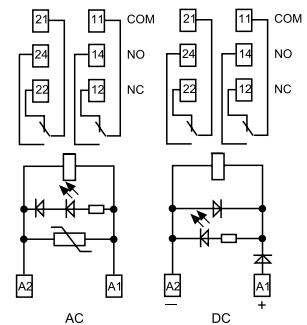 21 11 COM 21 11 COM
24 14 NO 24 14 NO
22 12 NC 22 12 NC
A2 A1 A2 A1
— +
AC DC